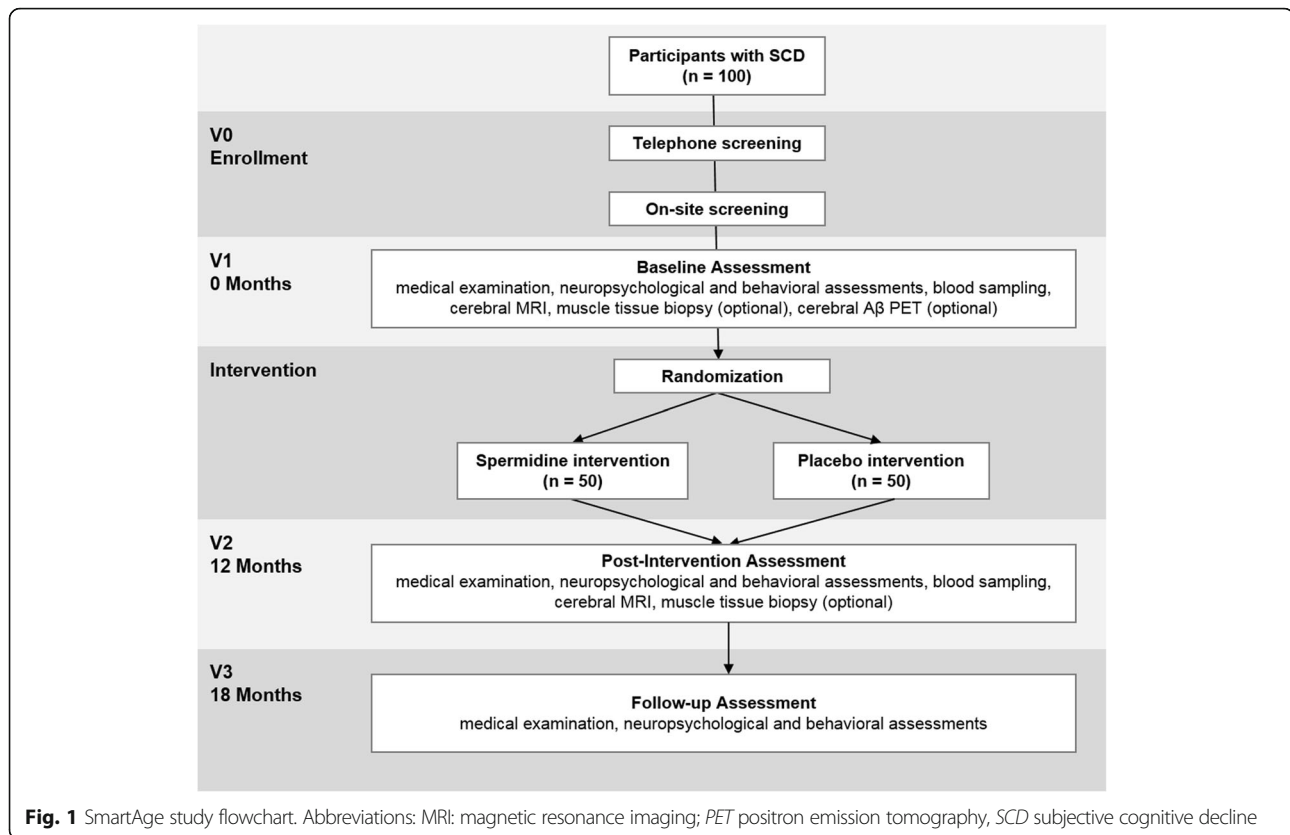 Participants with SCD
(n = 100)
V0
Enrollment
Telephone screening
On-site screening
V1
0 Months
Baseline Assessment
medical examination, neuropsychological and behavioral assessments, blood sampling,
cerebral MRI, muscle tissue biopsy (optional), cerebral Aβ PET (optional)
Intervention
Randomization
Spermidine intervention
(n = 50)
Placebo intervention
(n = 50)
V2
12 Months
Post-Intervention Assessment
medical examination, neuropsychological and behavioral assessments, blood sampling,
cerebral MRI, muscle tissue biopsy (optional)
V3
18 Months
Follow-up Assessment
medical examination, neuropsychological and behavioral assessments
Fig. 1 SmartAge study flowchart. Abbreviations: MRI: magnetic resonance imaging; PET positron emission tomography, SCD subjective cognitive decline